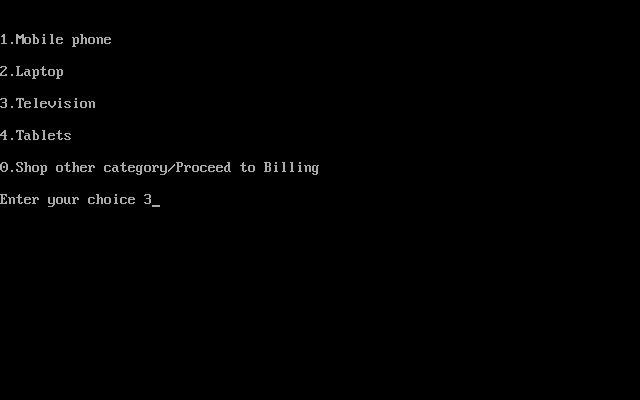 1.Mobile phone
2.Laptop
3.Television
4.Tablets
0.Shop other category/Proceed to Billing
Enter your choice 3_